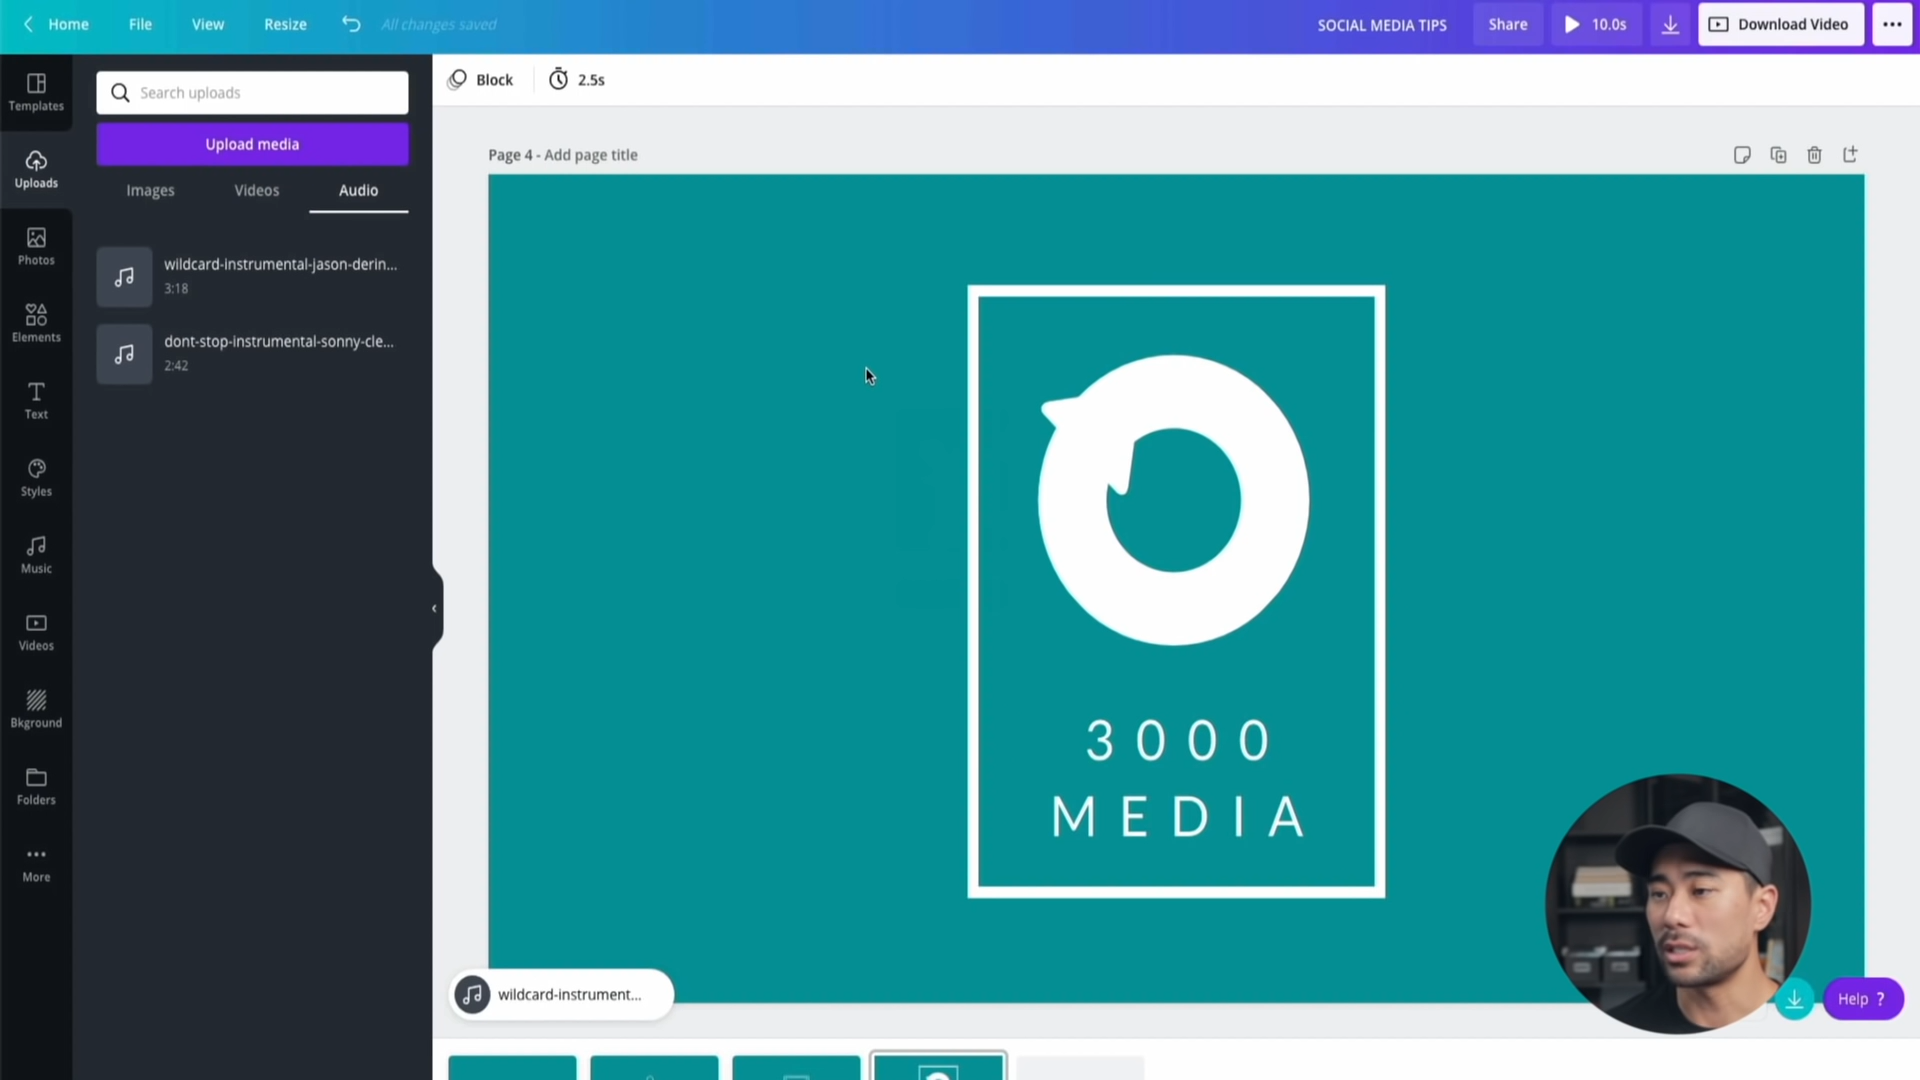 Home
File
View
Resize
All changes saved
SOCIAL MEDIA TIPS
Share
10.0s
Download Video
Templates
Uploads
Photos
Elements
Text
Styles
Music
Videos
Bkground
Folders
More
Search uploads
Upload media
Images
Videos
Audio
wildcard-instrumental-jason-derin...
3:18
dont-stop-instrumental-sonny-cle...
2:42
Block
2.5s
Page 4 - Add page title
3000
MEDIA
wildcard-instrument...
Help ?